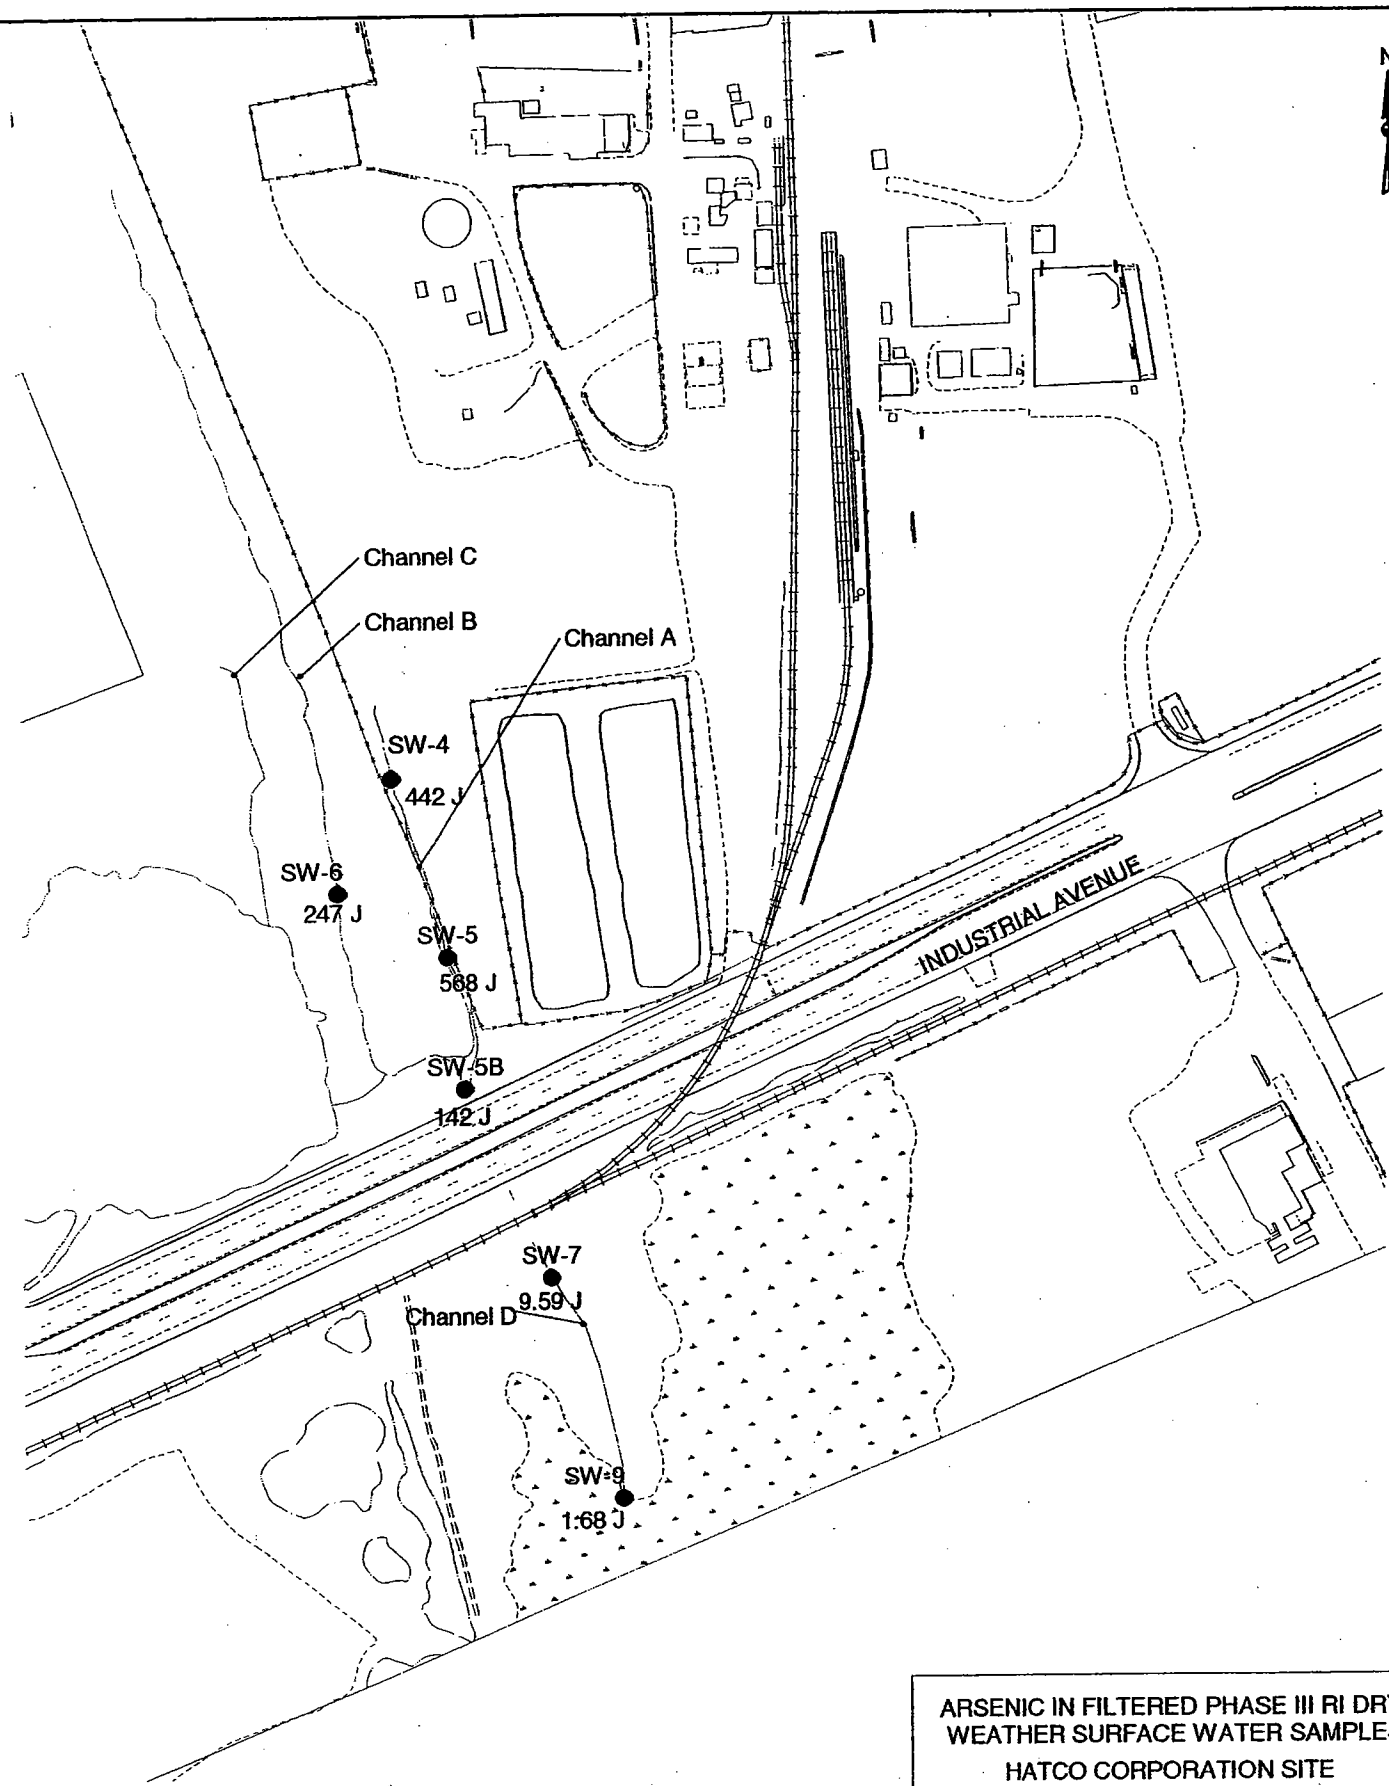 N
Channel C
Channel B
Channel A
SW-4
442 J
SW-6
247 J
SW-5
568 J
SW-5B
142 J
INDUSTRIAL AVENUE
SW-7
9.59 J
Channel D
SW-9
1.68 J
ARSENIC IN FILTERED PHASE III RI DRY
WEATHER SURFACE WATER SAMPLES
HATCO CORPORATION SITE